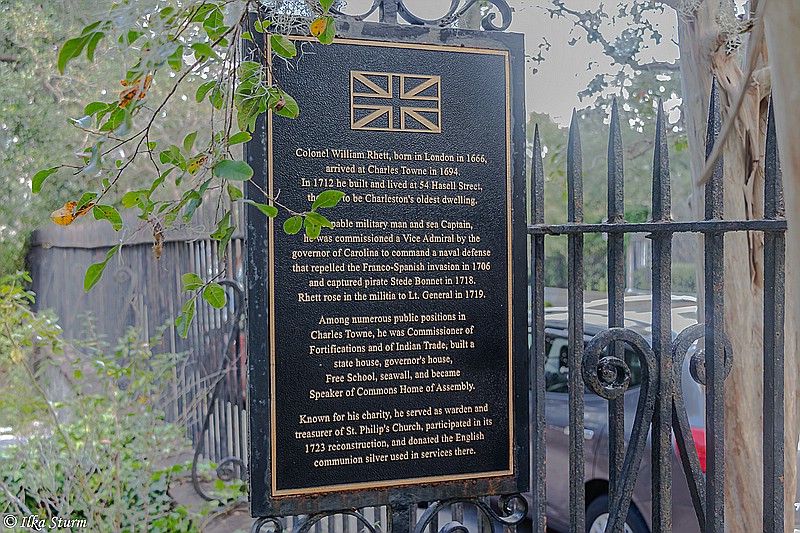 Colonel William Rhett, born in London in 1666,
arrived at Charles Towne in 1694.
In 1712 he built and lived at 54 Hasell Street,
to be Charleston's oldest dwelling.
military man and sea Captain,
he was commissioned a Vice Admiral by the
governor of Carolina to command a naval defense
that repelled the Franco-Spanish invasion in 1706
and captured pirate Stede Bonnet in 1718.
Rhett rose in the militia to Lt. General in 1719.
Among numerous public positions in
Charles Towne, he was Commissioner of
Fortifications and of Indian Trade, built a
state house, governor's house,
Free School, seawall, and became
Speaker of Commons Home of Assembly.
Known for his charity, he served as warden and
treasurer of St. Philip's Church, participated in its
1723 reconstruction, and donated the English
communion silver used in services there.
© Ilka Sturm